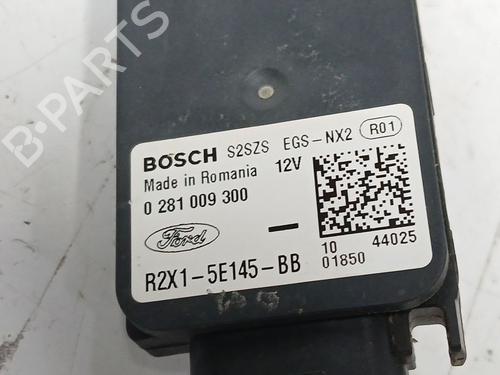 B-PARTS
BOSCH S2SZS EGS-NX2 R01
Made in Romania 12V
0 281 009 300
Ford
R2X1-5E145-BB
10 44025
01850